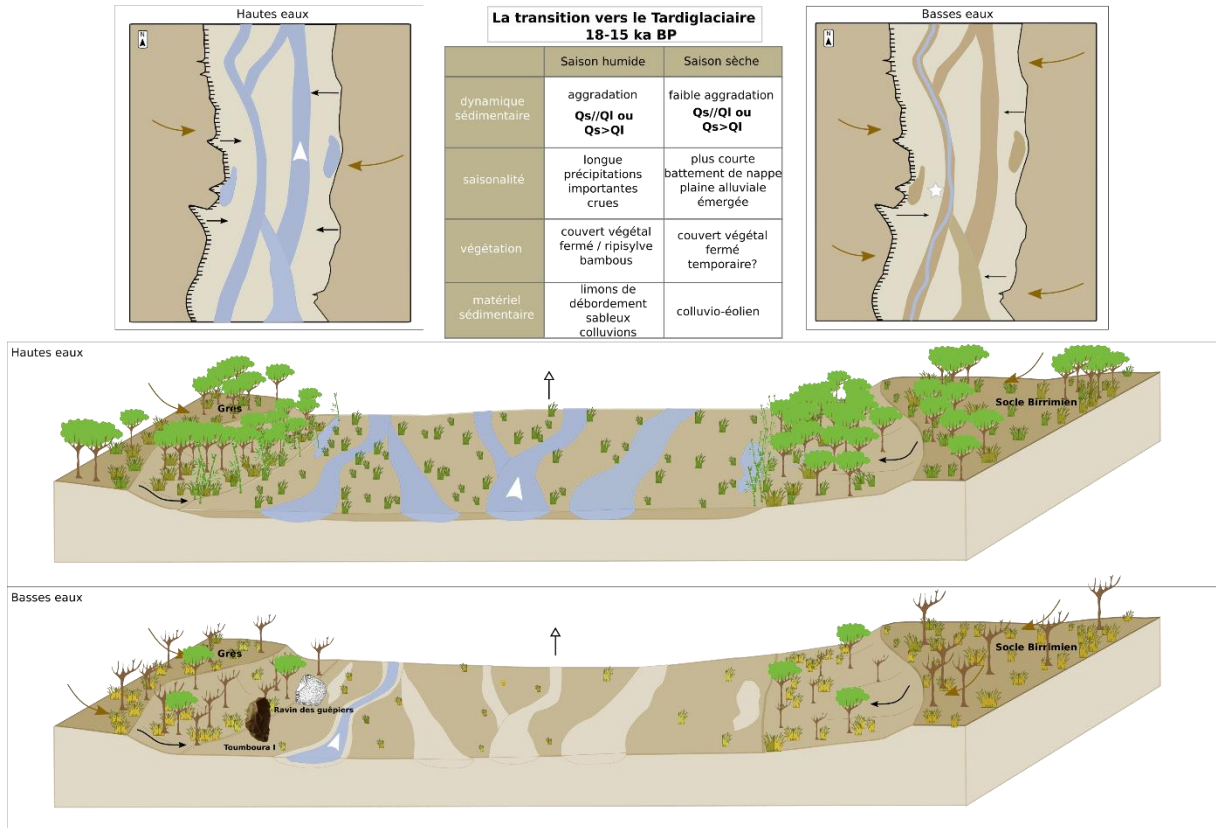 Hautes eaux
N
La transition vers le Tardiglaciaire
18-15 ka BP
Saison humide
Saison sèche
dynamique
sédimentaire
aggradation
Qs//Ql ou
Qs>Ql
faible aggradation
Qs//Ql ou
Qs>Ql
saisonalité
longue
précipitations
importantes
crues
plus courte
battement de nappe
plaine alluviale
émergée
végétation
couvert végétal
fermé / ripisylve
bambous
couvert végétal
fermé
temporaire?
matériel
sédimentaire
limons de
débordement
sableux
colluvions
colluvio-éolien
Basses eaux
N
Hautes eaux
Grès
Socle Birrimien
Basses eaux
Grès
Socle Birrimien
Ravin des guêpiers
Toumboura I